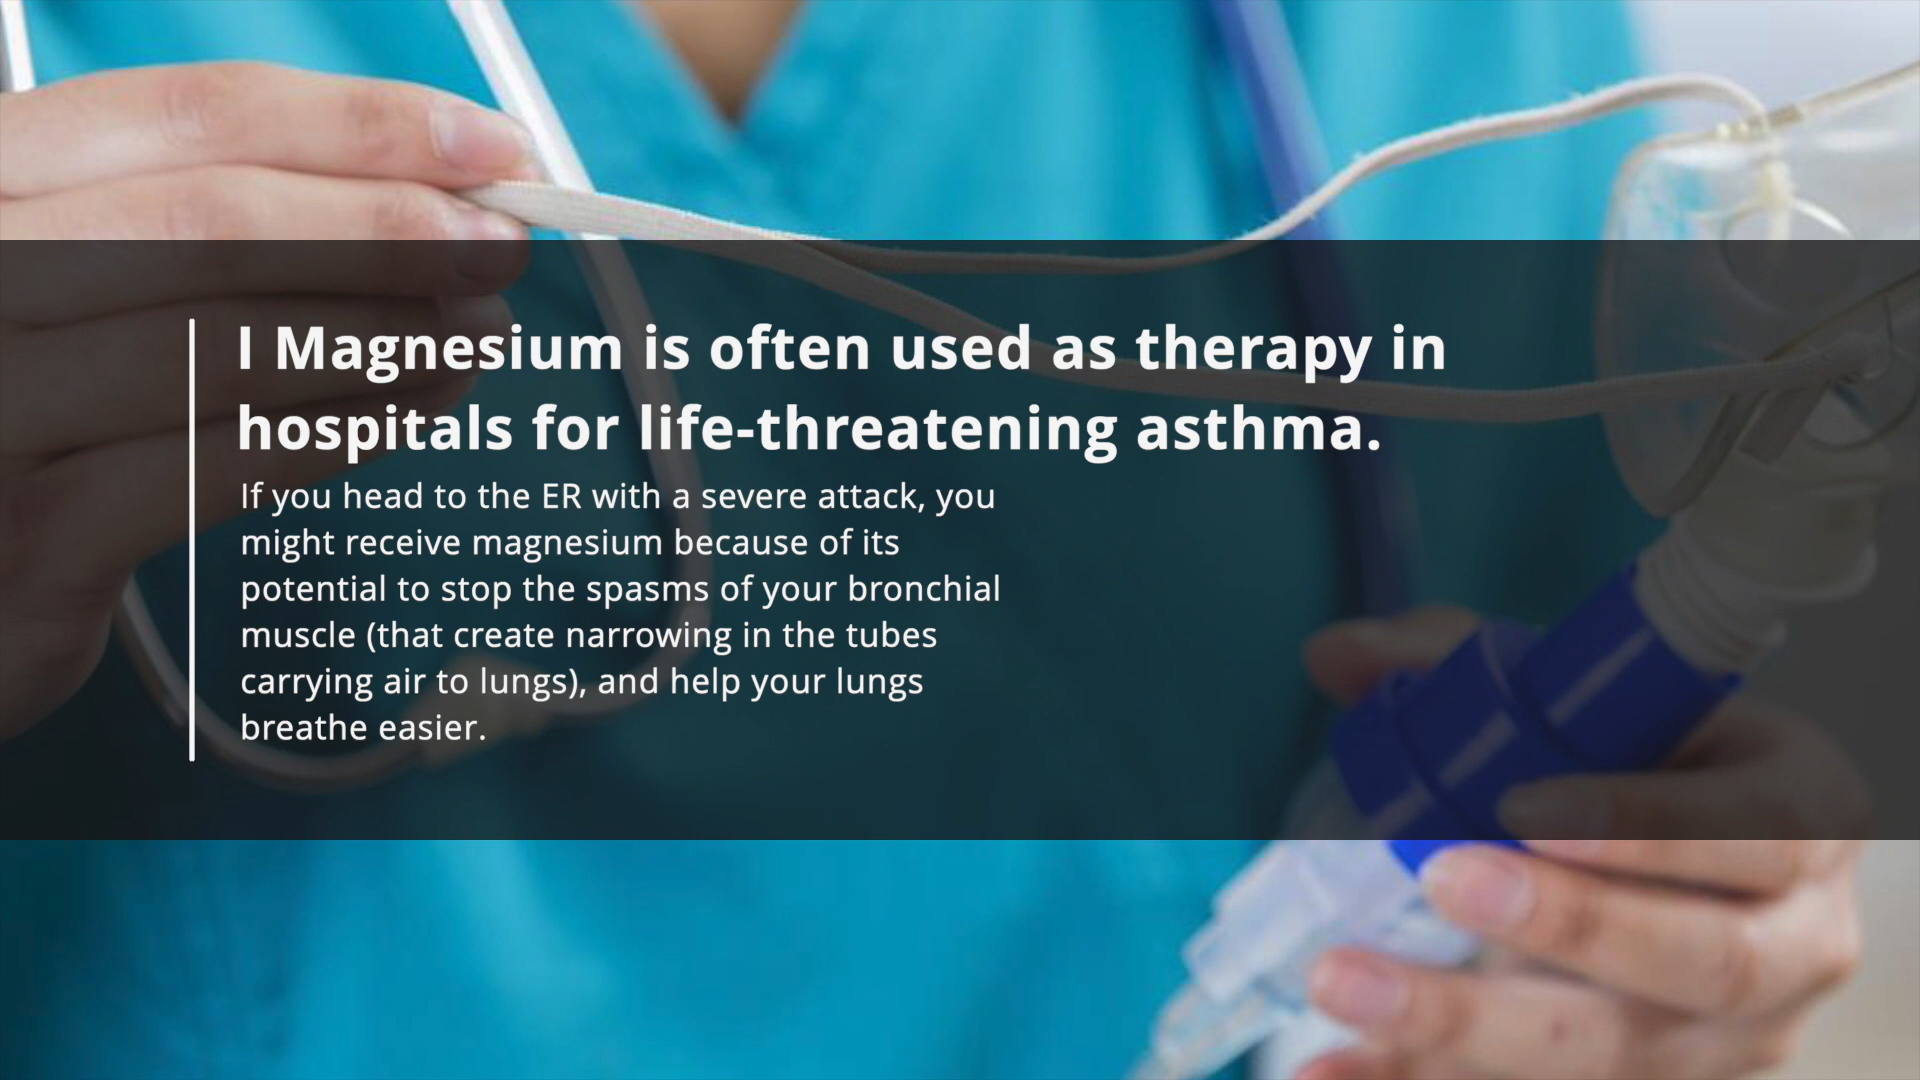 I Magnesium is often used as therapy in
hospitals for life-threatening asthma.
If you head to the ER with a severe attack, you
might receive magnesium because of its
potential to stop the spasms of your bronchial
muscle (that create narrowing in the tubes
carrying air to lungs), and help your lungs
breathe easier.